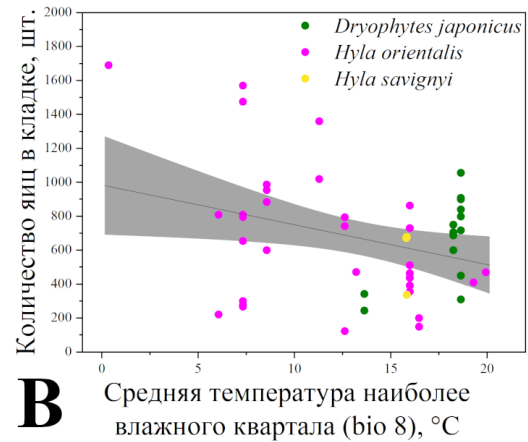 Количество яиц в кладке, шт.
2000
1800
1600
1400
1200
1000
800
600
400
200
0
Dryophytes japonicus
Hyla orientalis
Hyla savignyi
0 5 10 15 20
В
Средняя температура наиболее
влажного квартала (bio 8), °C